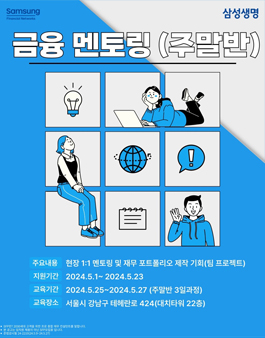 Samsung
Financial Networks
삼성생명
금융 멘토링 (주말반)
주요내용 현장 1:1 멘토링 및 재무 포트폴리오 제작 기회(팀 프로젝트)
지원기간 2024.5.1~ 2024.5.23
교육기간 2024.5.25~2024.5.27 (주말반 3일과정)
교육장소 서울시 강남구 테헤란로 424(대치타워 22층)